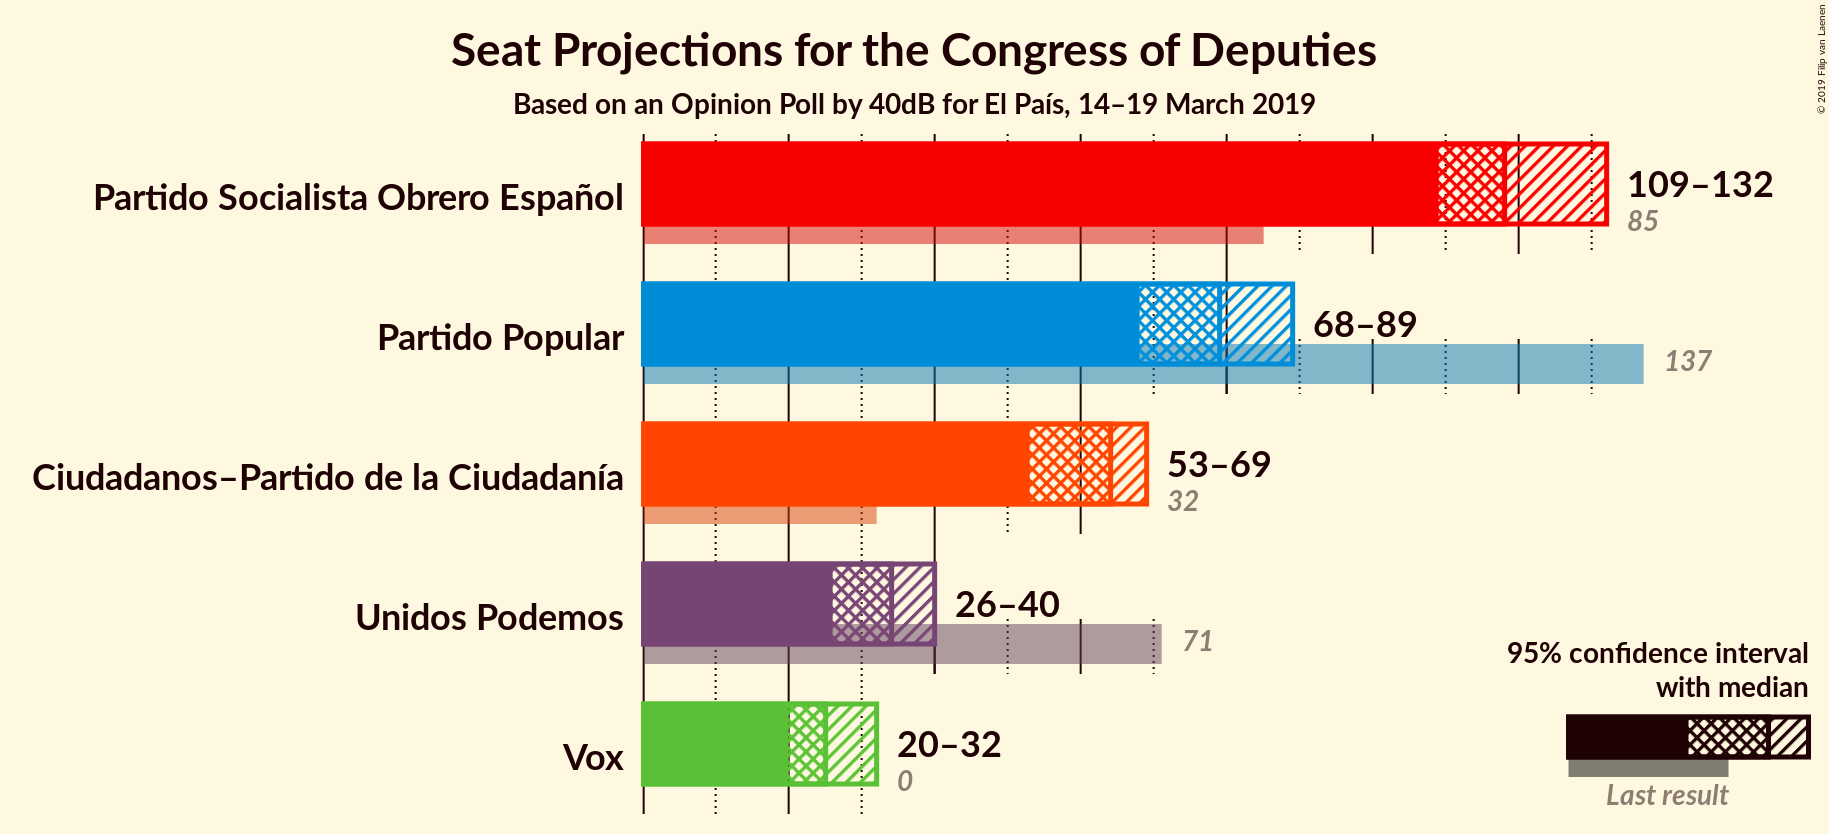 Seat Projections for the Congress of Deputies
Based on an Opinion Poll by 40dB for El País, 14–19 March 2019
© 2019 Filip van Laenen
Partido Socialista Obrero Español
109–132
85
Partido Popular
68–89
137
Ciudadanos–Partido de la Ciudadanía
53–69
32
Unidos Podemos
26–40
71
Vox
20–32
0
95% confidence interval
with median
Last result